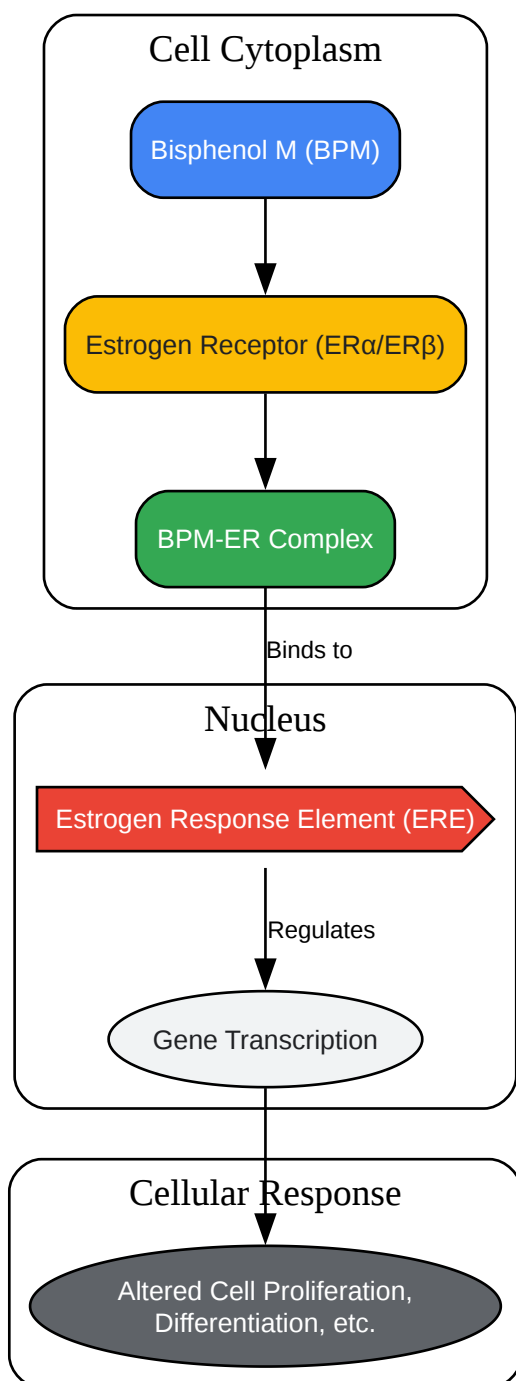 Cell Cytoplasm
Bisphenol M (BPM)
Estrogen Receptor (ERα/ERβ)
BPM-ER Complex
Binds to
Nucleus
Estrogen Response Element (ERE)
Regulates
Gene Transcription
Cellular Response
Altered Cell Proliferation,
Differentiation, etc.